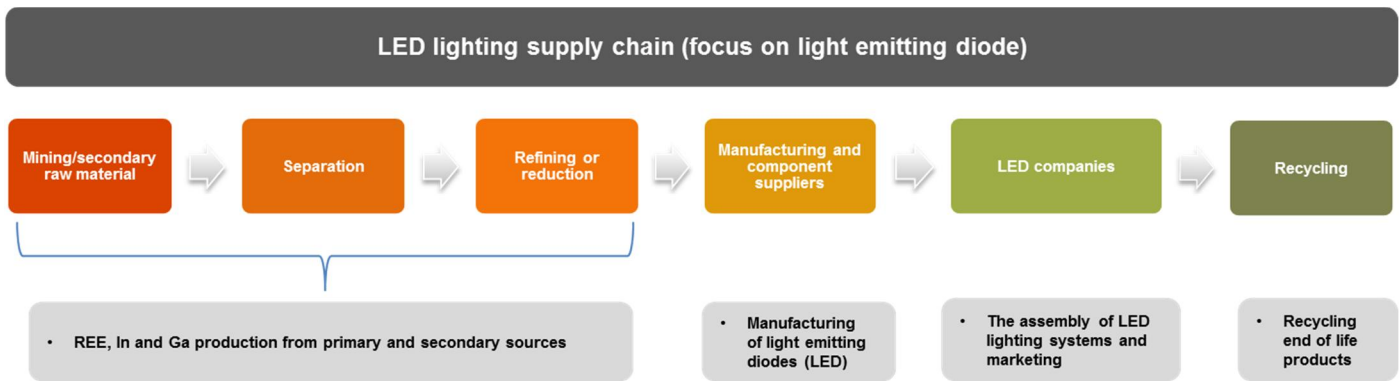 LED lighting supply chain (focus on light emitting diode)
Mining/secondary
raw material
Separation
Refining or
reduction
Manufacturing and
component
suppliers
LED companies
Recycling
• REE, In and Ga production from primary and secondary sources
• Manufacturing
of light emitting
diodes (LED)
• The assembly of LED
lighting systems and
marketing
• Recycling
end of life
products